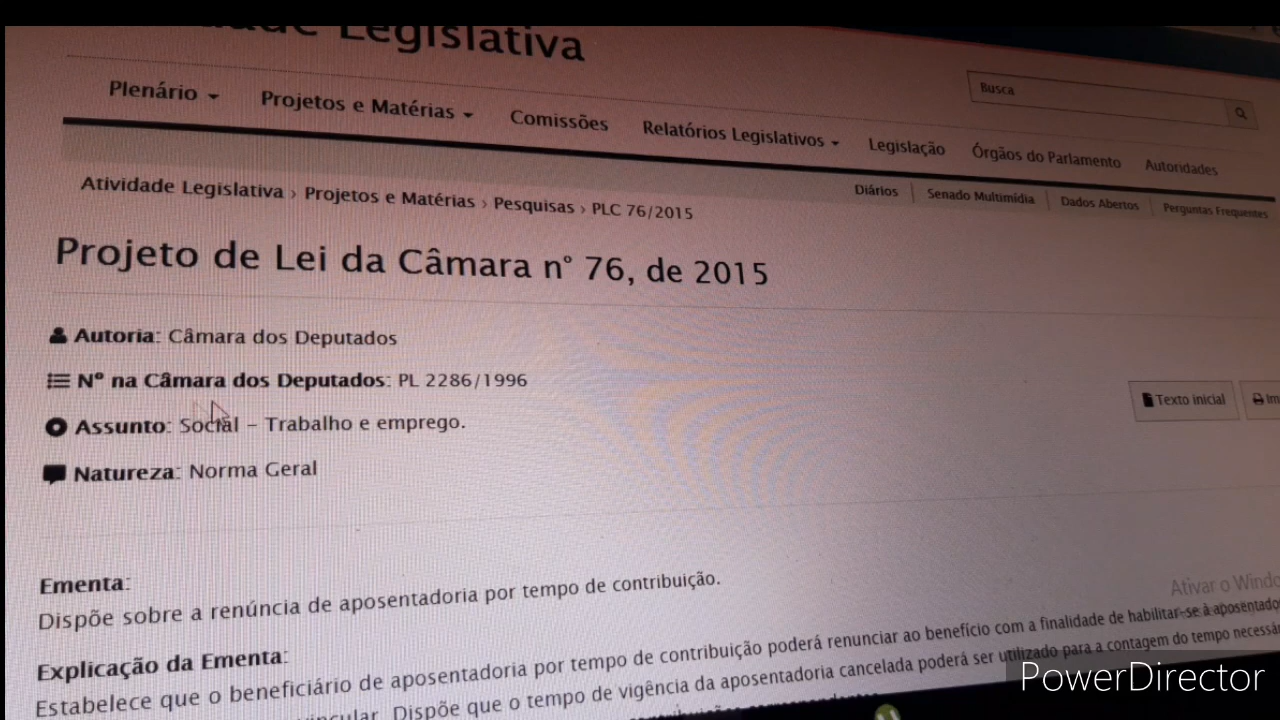 Legislativa
Busca
Plenário
Projetos e Matérias
Comissões
Relatórios Legislativos
Legislação
Órgãos do Parlamento
Autoridades
Diários
Senado Multimídia
Dados Abertos
Perguntas Frequentes
Atividade Legislativa › Projetos e Matérias › Pesquisas › PLC 76/2015
Projeto de Lei da Câmara n° 76, de 2015
Autoria: Câmara dos Deputados
Nº na Câmara dos Deputados: PL 2286/1996
Assunto: Social - Trabalho e emprego.
Natureza: Norma Geral
Texto inicial
Ementa:
Dispõe sobre a renúncia de aposentadoria por tempo de contribuição.
Ativar o
Explicação da Ementa:
Estabelece que o beneficiário de aposentadoria por tempo de contribuição poderá renunciar ao benefício com a finalidade de habilitar-se à
Dispõe que o tempo de vigência da aposentadoria cancelada poderá ser utilizado para a contagem do tempo
PowerDirector